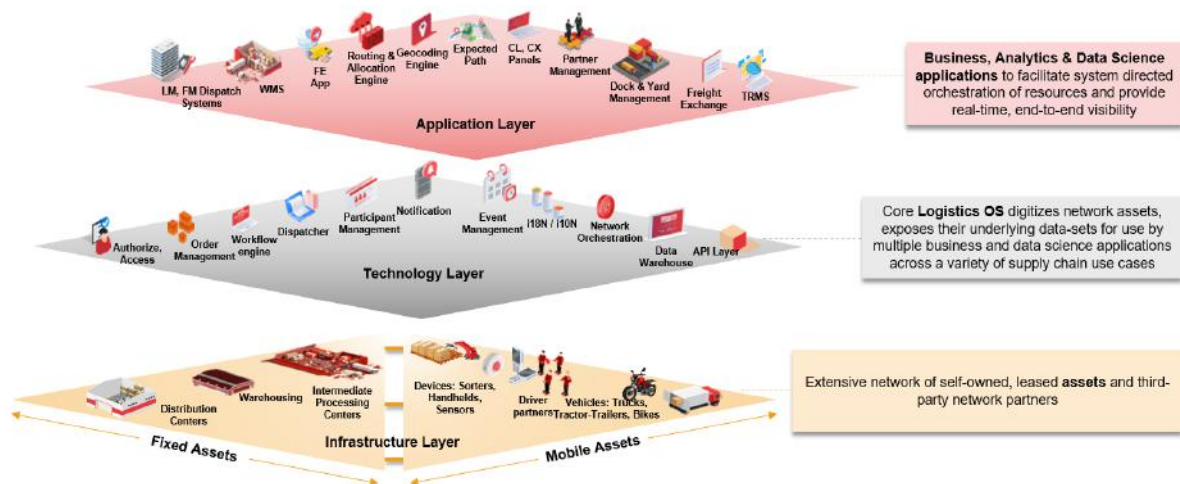 LM, FM Dispatch
Systems
WMS
FE
App
Routing &
Allocation
Engine
Geocoding
Engine
Expected
Path
CL, CX
Panels
Partner
Management
Dock & Yard
Management
Freight
Exchange
TRMS
Application Layer
Business, Analytics & Data Science
applications to facilitate system directed
orchestration of resources and provide
real-time, end-to-end visibility
Authorize,
Access
Order
Management
Workflow
engine
Dispatcher
Participant
Management
Notification
Event
Management
i18N / i10N
Network
Orchestration
Data
Warehouse
API Layer
Technology Layer
Core Logistics OS digitizes network assets,
exposes their underlying data-sets for use by
multiple business and data science applications
across a variety of supply chain use cases
Distribution
Centers
Warehousing
Intermediate
Processing
Centers
Devices: Sorters,
Handhelds,
Sensors
Driver
partners
Vehicles: Trucks,
Tractor-Trailers, Bikes
Infrastructure Layer
Fixed Assets
Mobile Assets
Extensive network of self-owned, leased assets and third-
party network partners